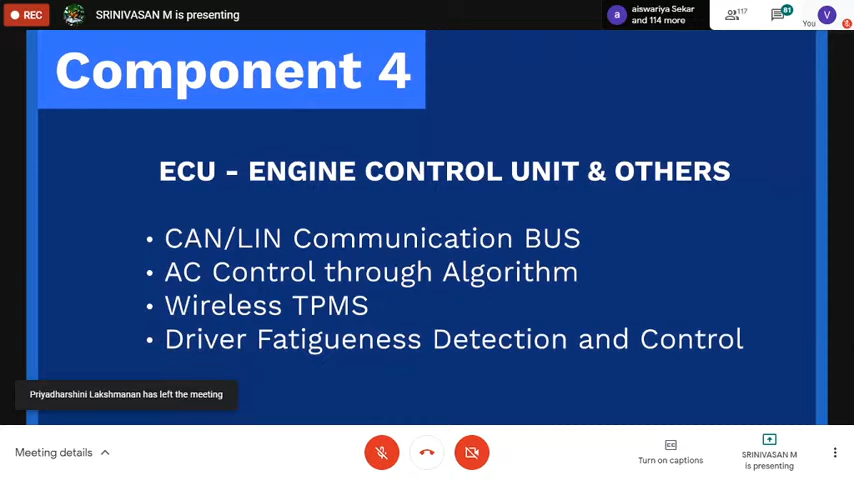 REC
SRINIVASAN M is presenting
a
aiswariya Sekar
and 114 more
117
81
V
You
Component 4
ECU - ENGINE CONTROL UNIT & OTHERS
• CAN/LIN Communication BUS
• AC Control through Algorithm
• Wireless TPMS
• Driver Fatigueness Detection and Control
Priyadharshini Lakshmanan has left the meeting
Meeting details
Turn on captions
SRINIVASAN M
is presenting